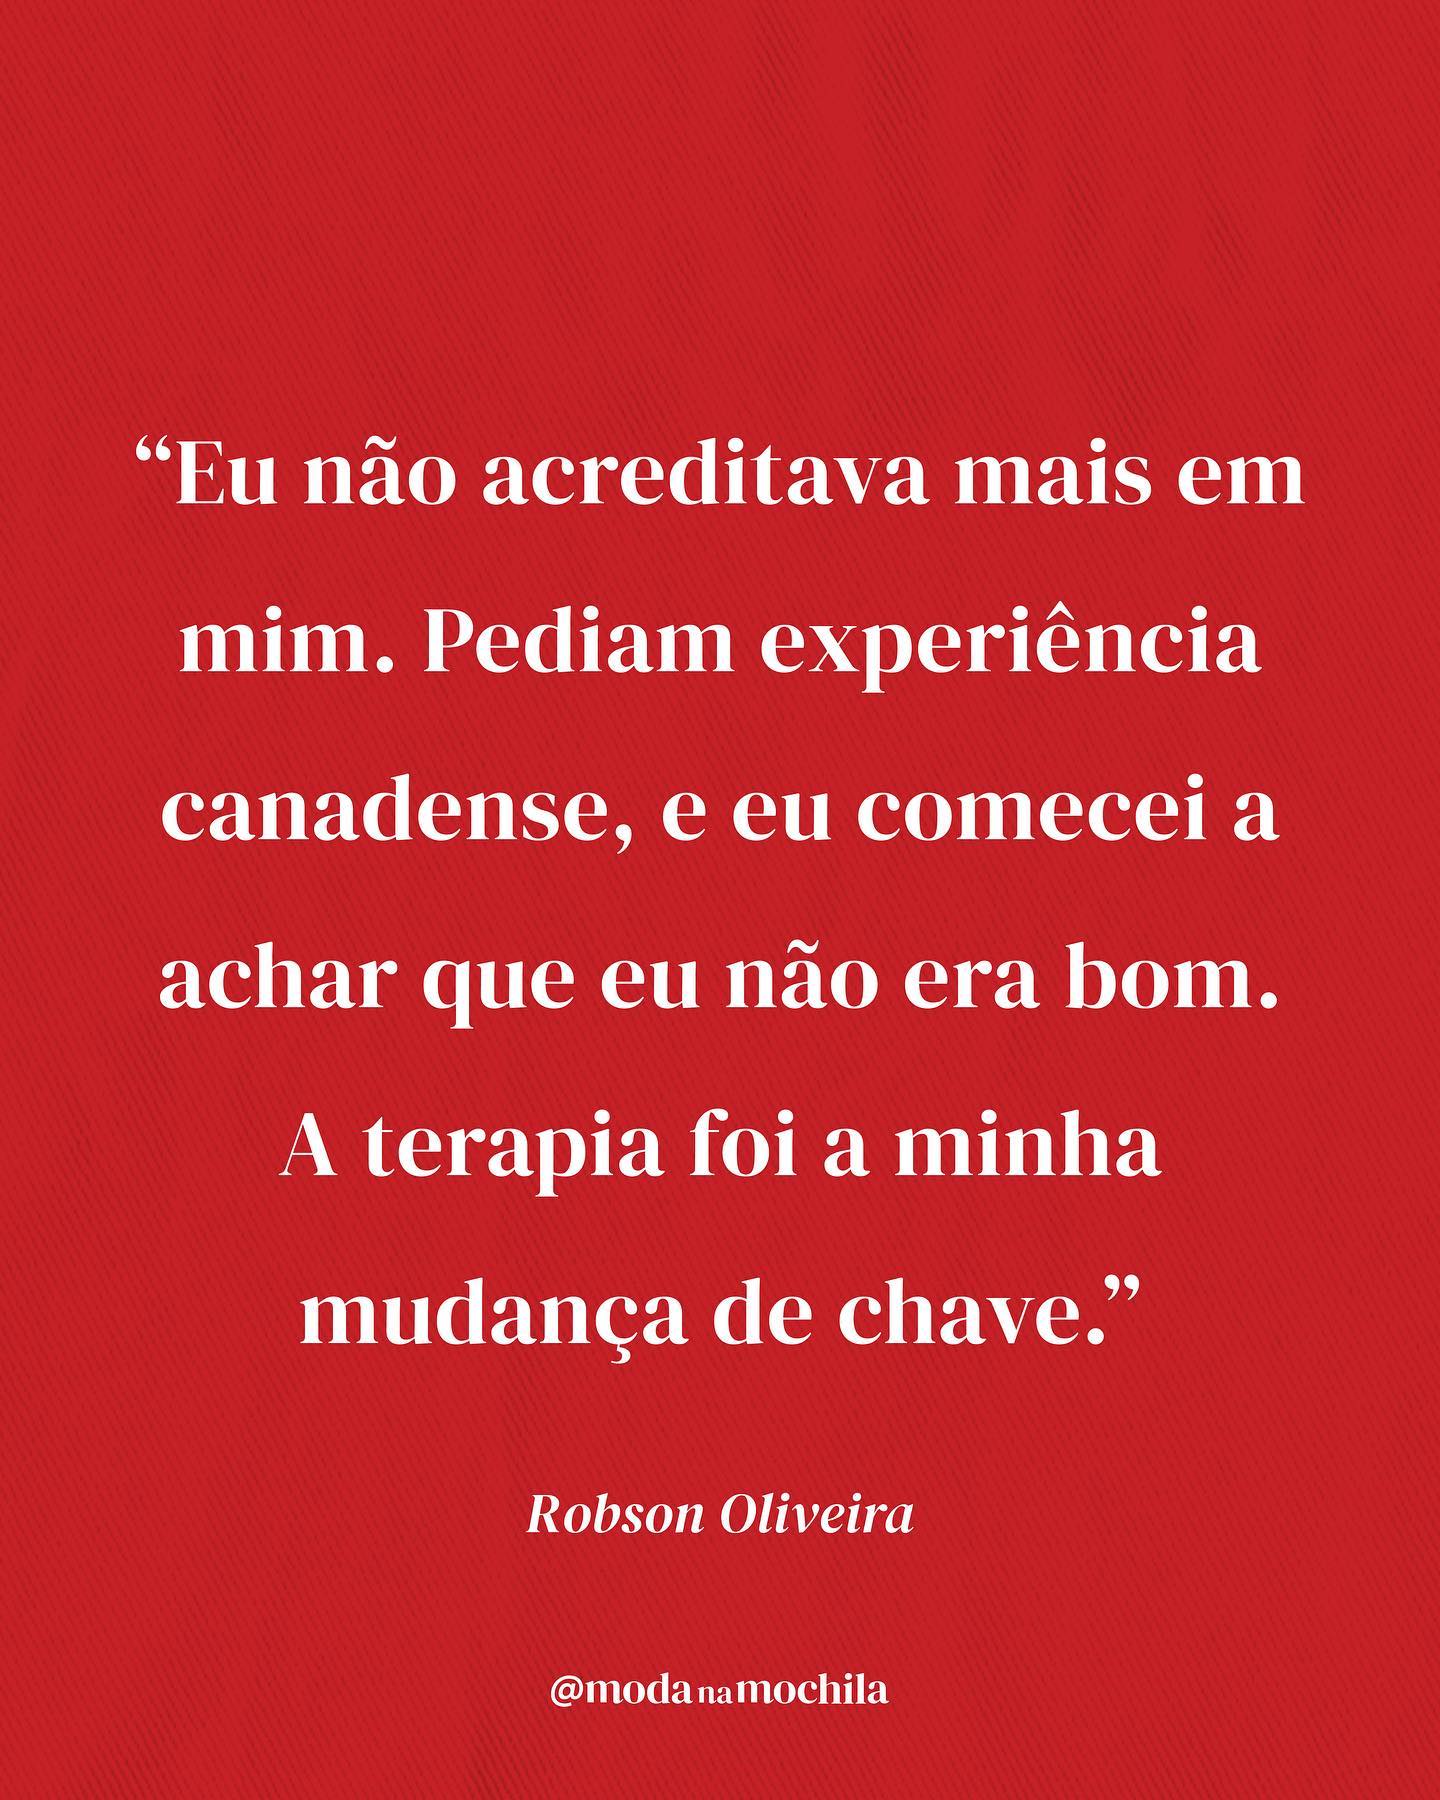 “Eu não acreditava mais em
mim. Pediam experiência
canadense, e eu comecei a
achar que eu não era bom.
A terapia foi a minha
mudança de chave.”
Robson Oliveira
@modanamochila